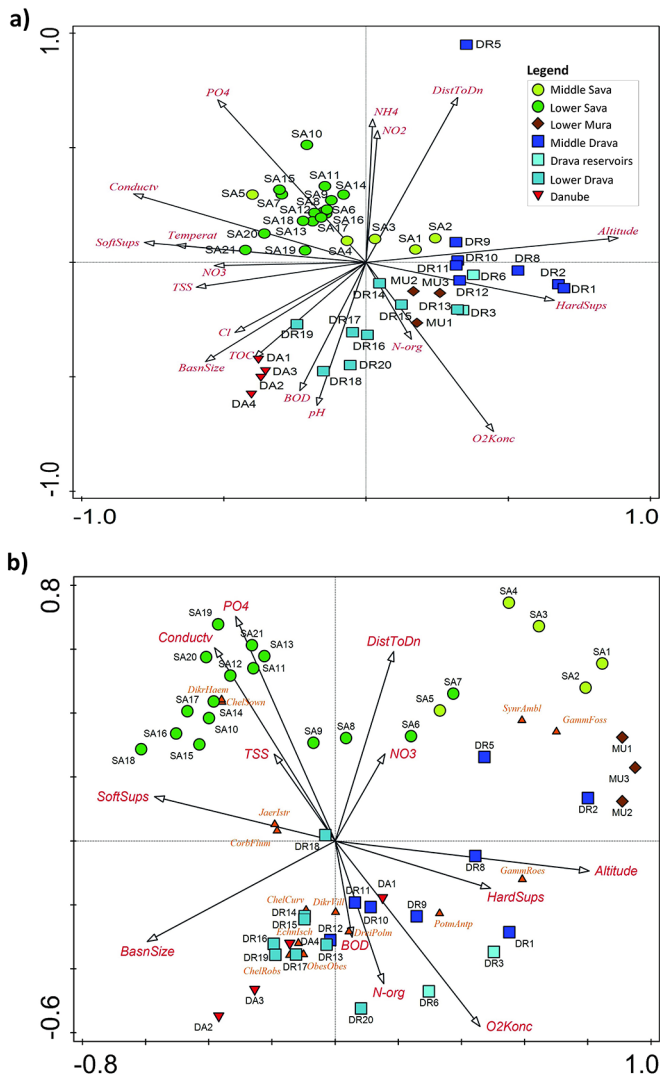 a)
1.0
DR5
Legend
Middle Sava
Lower Sava
Lower Mura
Middle Drava
Drava reservoirs
Lower Drava
Danube
PO4
DistToDn
NH4
NO2
SA10
SA15
SA11
SA14
Conductv
SA5
SA7
SA9
SA8
SA12
SA6
SA16
SA18
SA17
SA13
SA20
SA3
SA2
Temperat
SoftSups
SA21
SA19
SA4
SA1
DR9
Altitude
NO3
DR10
DR11
DR6
DR8
TSS
MU2
MU3
DR2
DR1
DR14
DR12
DR13
HardSups
DR15
DR3
CI
DR17
MU1
DR19
N-org
DR16
TOC
BasnSize
DA1
DA3
DA2
DR20
DR18
DA4
BOD
pH
O2Konc
-1.0
-1.0
1.0
b)
0.8
SA4
SA19
PO4
SA3
Conductv
SA21
SA13
DistToDn
SA20
SA12
SA11
SA1
SA2
DikrHaem
ChelSown
SA7
SA5
SA17
SA14
SA16
SA10
SA9
SA8
SA6
SynrAmbl
GammFoss
SA18
SA15
TSS
NO3
DR5
MU1
MU3
SoftSups
DR2
MU2
JaerIstr
CorbFlum
DR18
DR8
GammRoes
Altitude
HardSups
ChelCurv
DikrVill
DR11
DA1
DR14
DR15
DR10
DR9
PotmAntp
EchnIsch
DR12
DreiPolm
DR1
BasnSize
DR16
DA4
DR13
BOD
DR19
DR17
ChelRobs
ObesObes
DR3
N-org
DA3
DR6
DA2
DR20
O2Konc
-0.6
-0.8
1.0